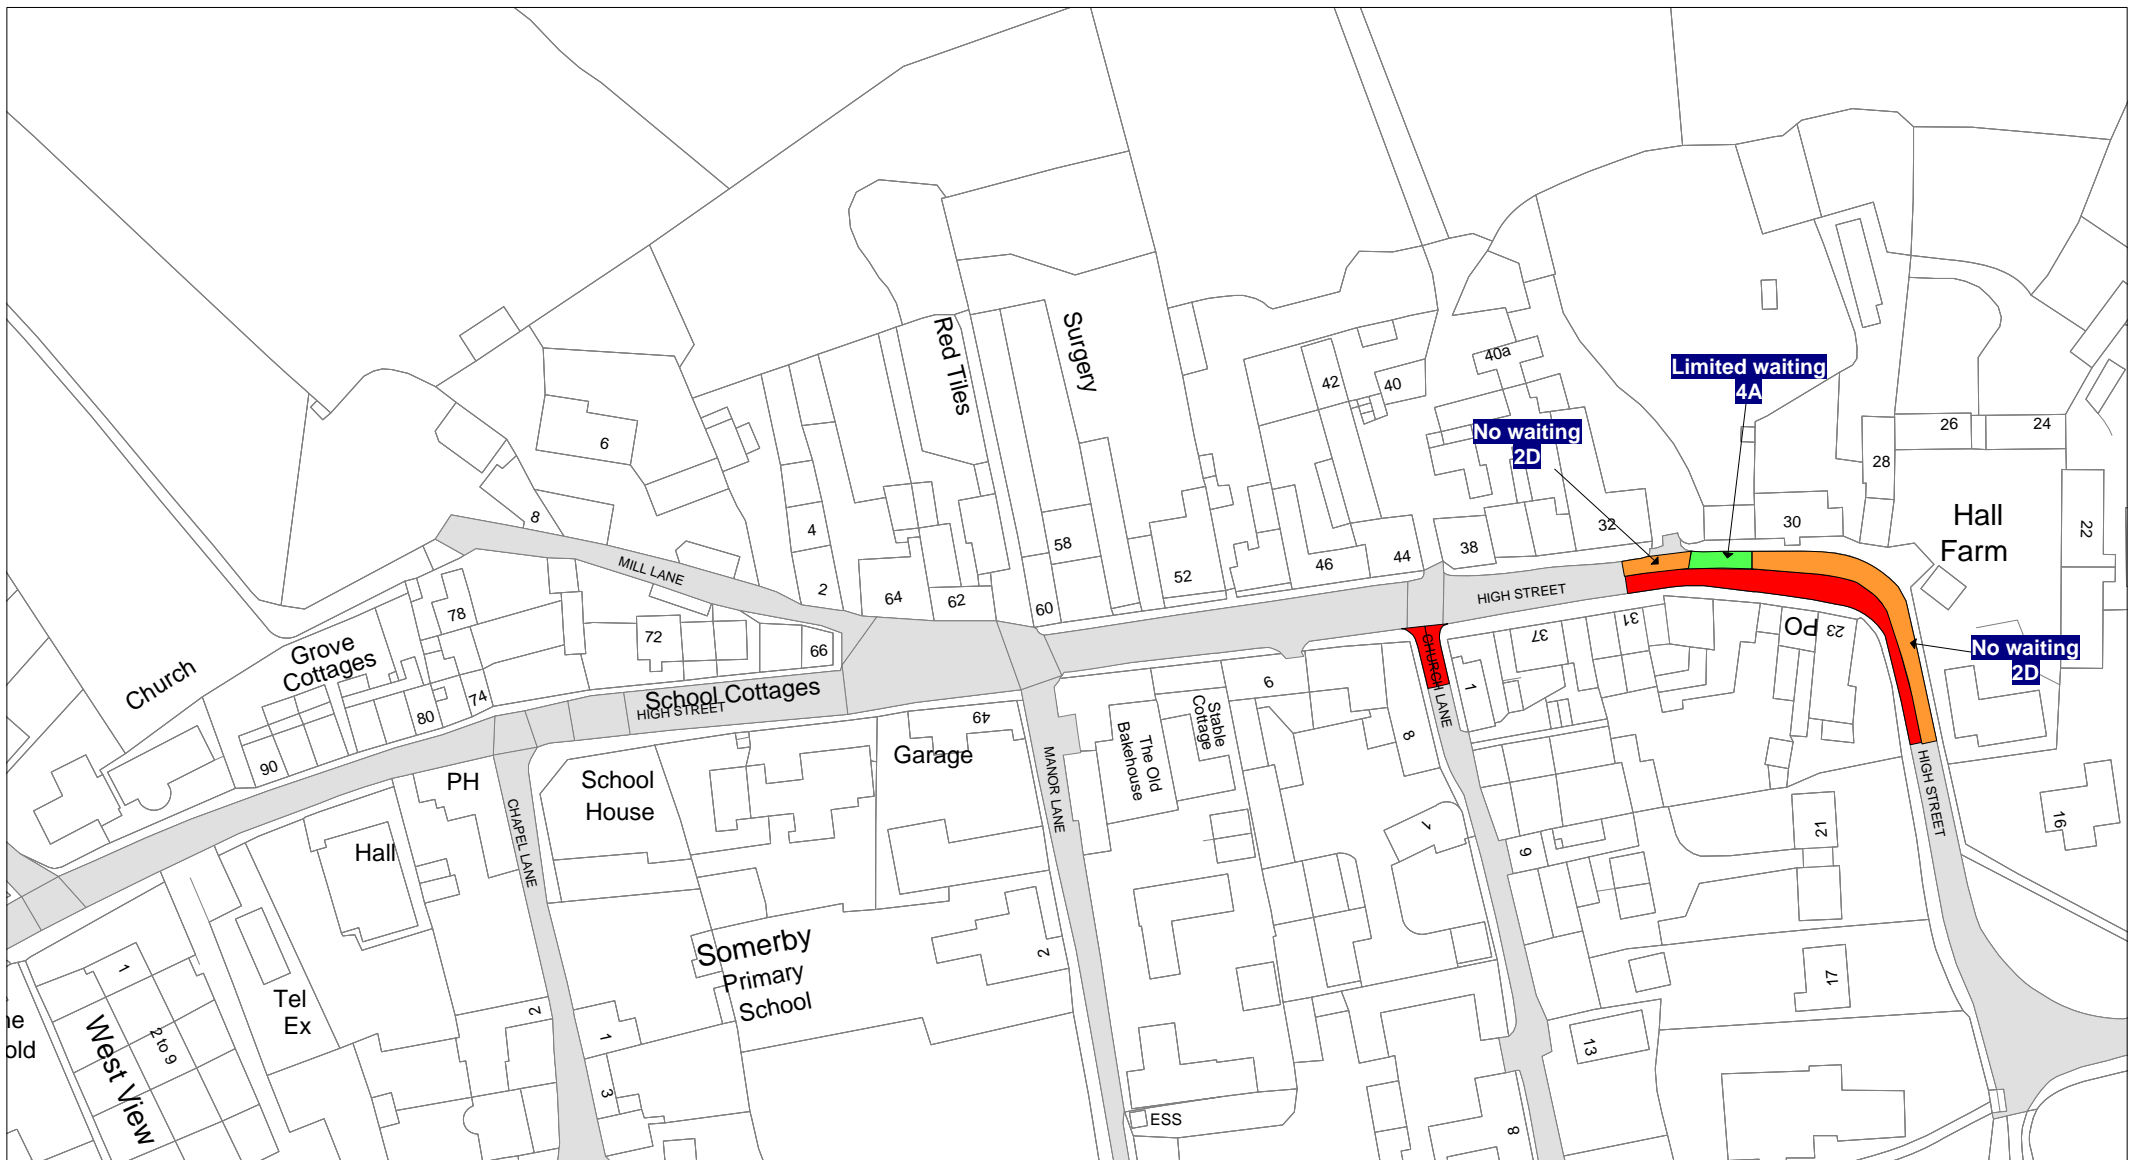 Limited waiting
4A
No waiting
2D
No waiting
2D
Red Tiles
Surgery
42
40
40a
6
8
4
2
64
62
60
58
52
46
44
38
32
30
28
26
24
22
Hall
Farm
MILL LANE
HIGH STREET
CHURCH LANE
31
37
PO
23
78
72
66
Grove
Cottages
Church
School Cottages
HIGH STREET
74
80
90
49
Garage
MANOR LANE
The Old
Bakehouse
Stable
Cottage
9
8
1
HIGH STREET
16
21
PH
School
House
CHAPEL LANE
Hall
Somerby
Primary
School
2
6
17
13
Tel
Ex
West View
1
2 to 9
2
1
3
ESS
8
old